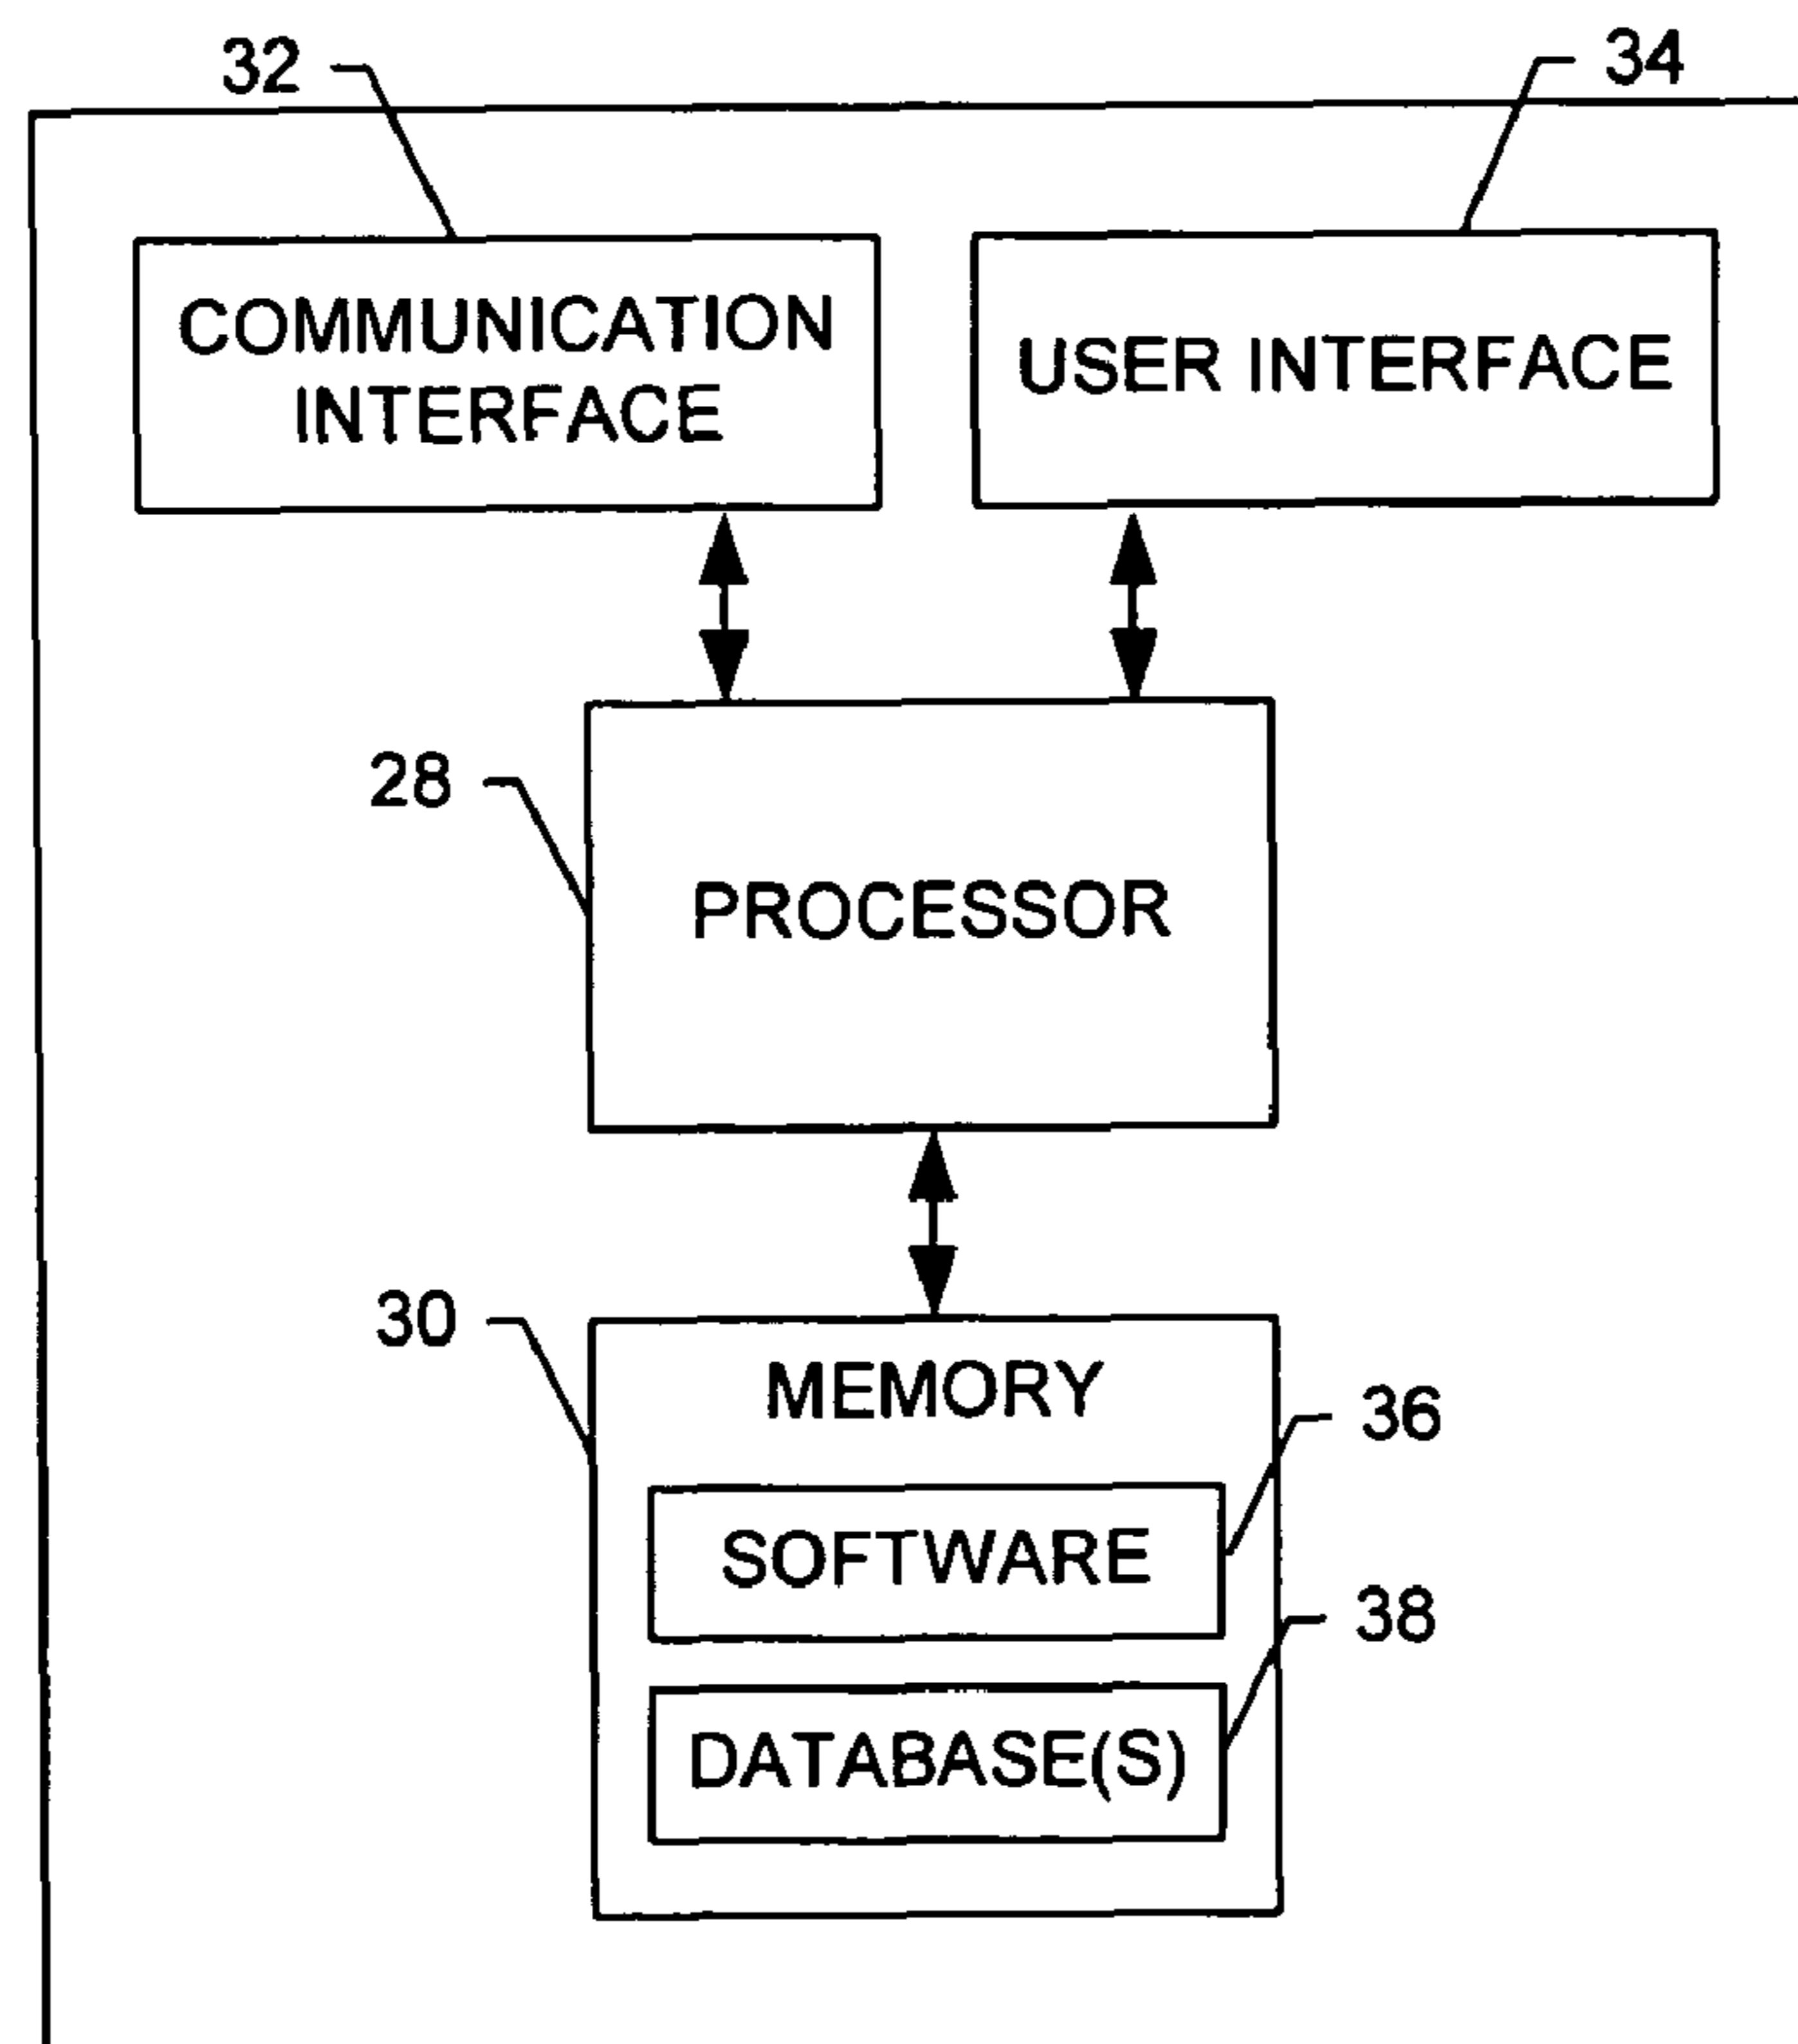 32
34
COMMUNICATION
INTERFACE
USER INTERFACE
28
PROCESSOR
30
MEMORY
36
SOFTWARE
38
DATABASE(S)